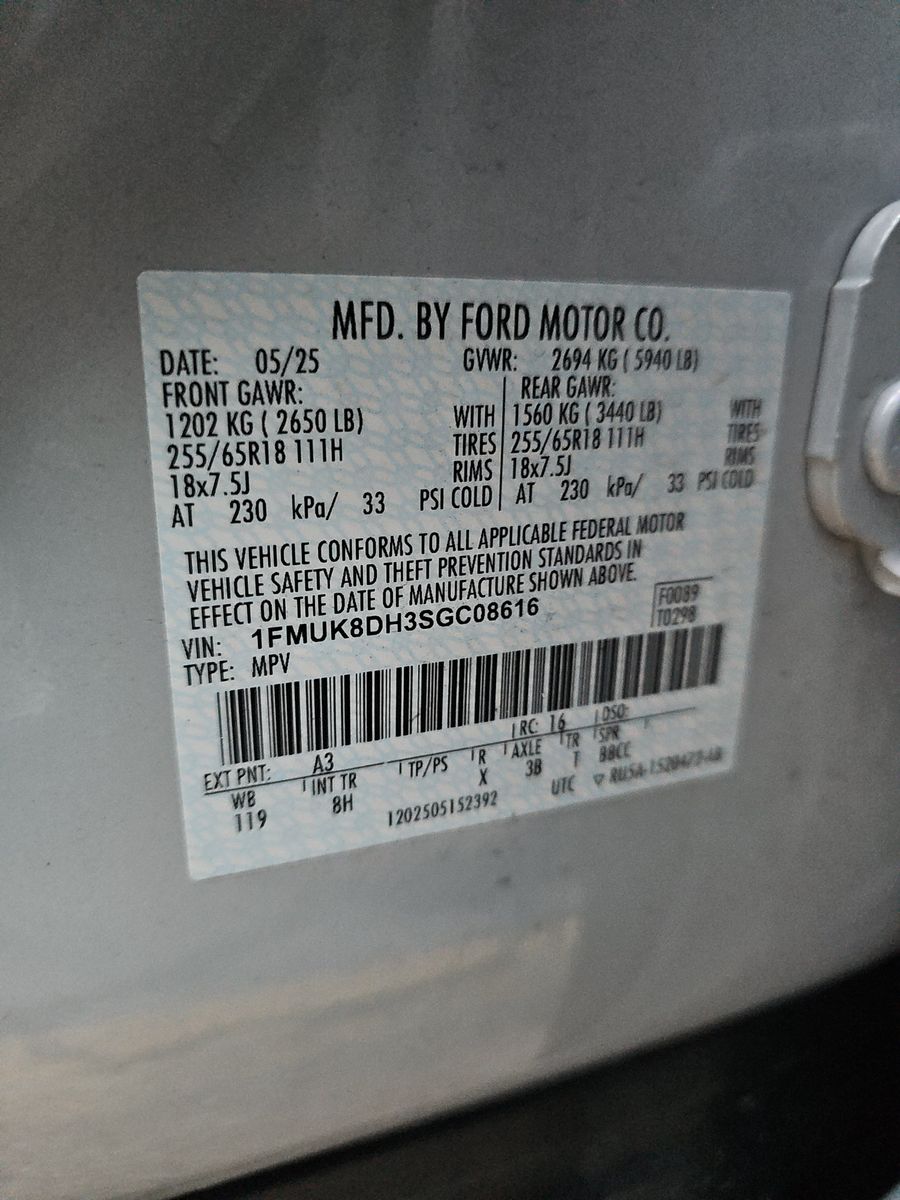 MFD. BY FORD MOTOR CO.
DATE: 05/25 GVWR: 2694 KG ( 5940 LB)
FRONT GAWR: REAR GAWR:
1202 KG ( 2650 LB) WITH 1560 KG ( 3440 LB) WITH
255/65R18 111H TIRES 255/65R18 111H TIRES
18x7.5J RIMS 18x7.5J RIMS
AT 230 kPa/ 33 PSI COLD AT 230 kPa/ 33 PSI COLD
THIS VEHICLE CONFORMS TO ALL APPLICABLE FEDERAL MOTOR
VEHICLE SAFETY AND THEFT PREVENTION STANDARDS IN
EFFECT ON THE DATE OF MANUFACTURE SHOWN ABOVE.
VIN: 1FMUK8DH3SGC08616 F0089
TYPE: MPV T0298
EXT PNT: A3 RC: 16 DSO:
WB INT TR TP/PS R AXLE TR SPR
119 8H X 3B T BBCC
1202505152392 UTC